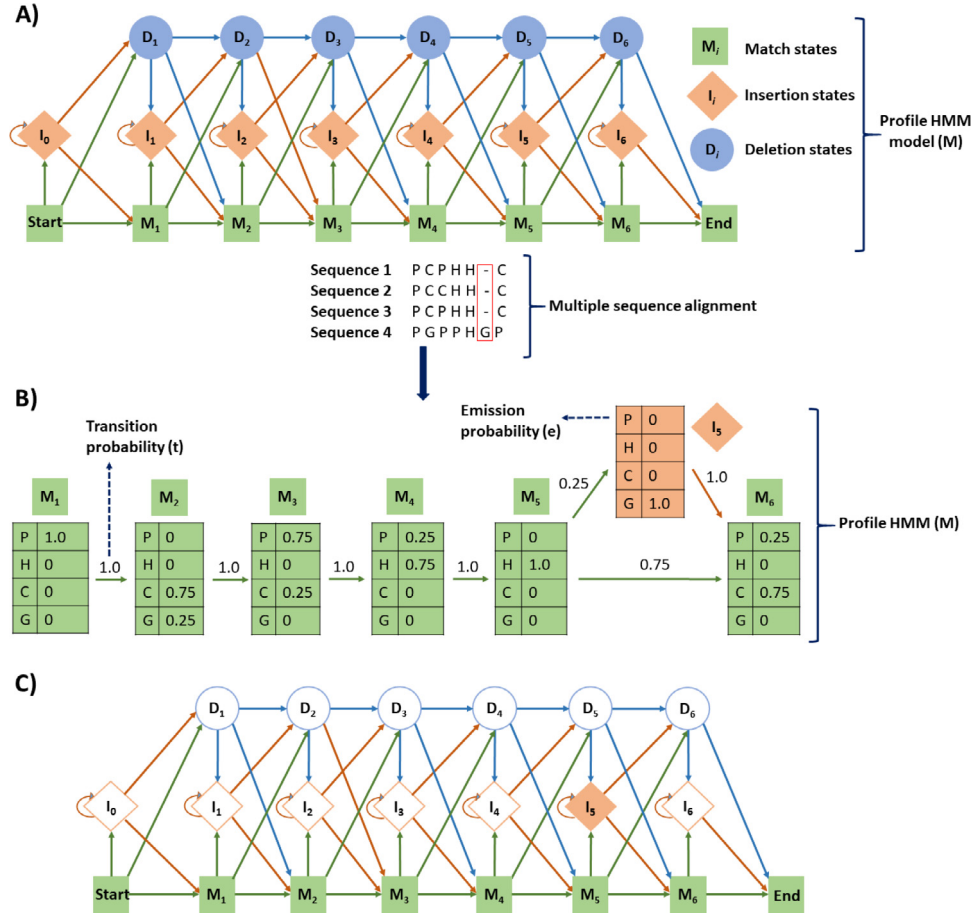 A)
D1 D2 D3 D4 D5 D6
Mi Match states
Ii Insertion states
Di Deletion states
Profile HMM
model (M)
I0 I1 I2 I3 I4 I5 I6
Start M1 M2 M3 M4 M5 M6 End
Sequence 1 P C P H H - C
Sequence 2 P C C H H - C
Sequence 3 P C P H H - C
Sequence 4 P G P P H G P
Multiple sequence alignment
B)
Transition
probability (t)
Emission
probability (e)
P 0
H 0
C 0
G 1.0
I5
0.25
1.0
M1 M2 M3 M4 M5 M6
P 1.0
H 0
C 0
G 0
1.0
P 0
H 0
C 0.75
G 0.25
1.0
P 0.75
H 0
C 0.25
G 0
1.0
P 0.25
H 0.75
C 0
G 0
1.0
P 0
H 1.0
C 0
G 0
0.75
P 0.25
H 0
C 0.75
G 0
Profile HMM (M)
C)
D1 D2 D3 D4 D5 D6
I0 I1 I2 I3 I4 I5 I6
Start M1 M2 M3 M4 M5 M6 End